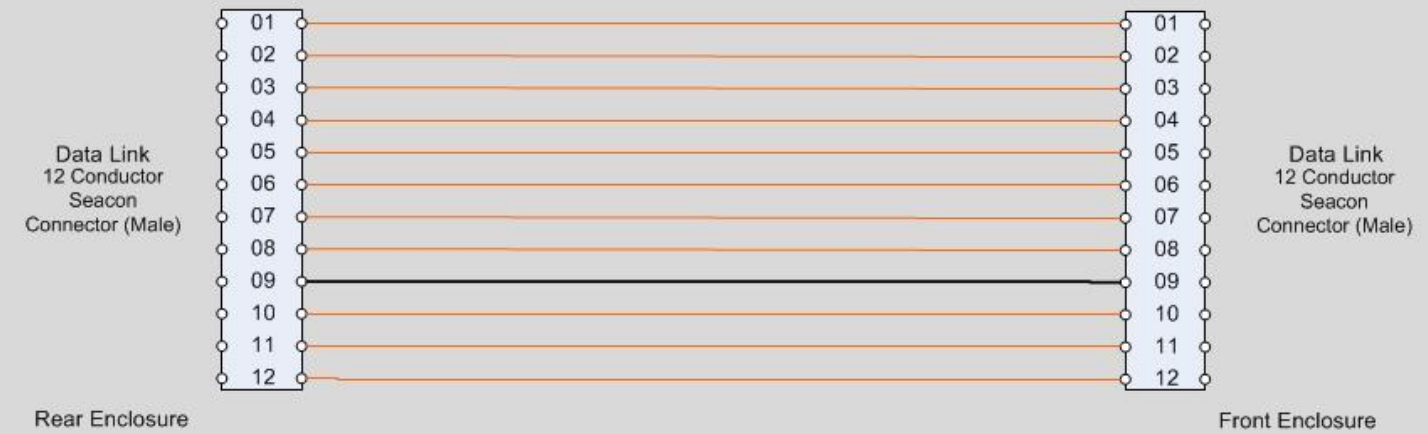 01
02
03
04
05
06
07
08
09
10
11
12
Data Link
12 Conductor
Seacon
Connector (Male)
Rear Enclosure
01
02
03
04
05
06
07
08
09
10
11
12
Data Link
12 Conductor
Seacon
Connector (Male)
Front Enclosure